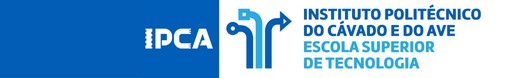 IPCA
INSTITUTO POLITÉCNICO
DO CÁVADO E DO AVE
ESCOLA SUPERIOR
DE TECNOLOGIA